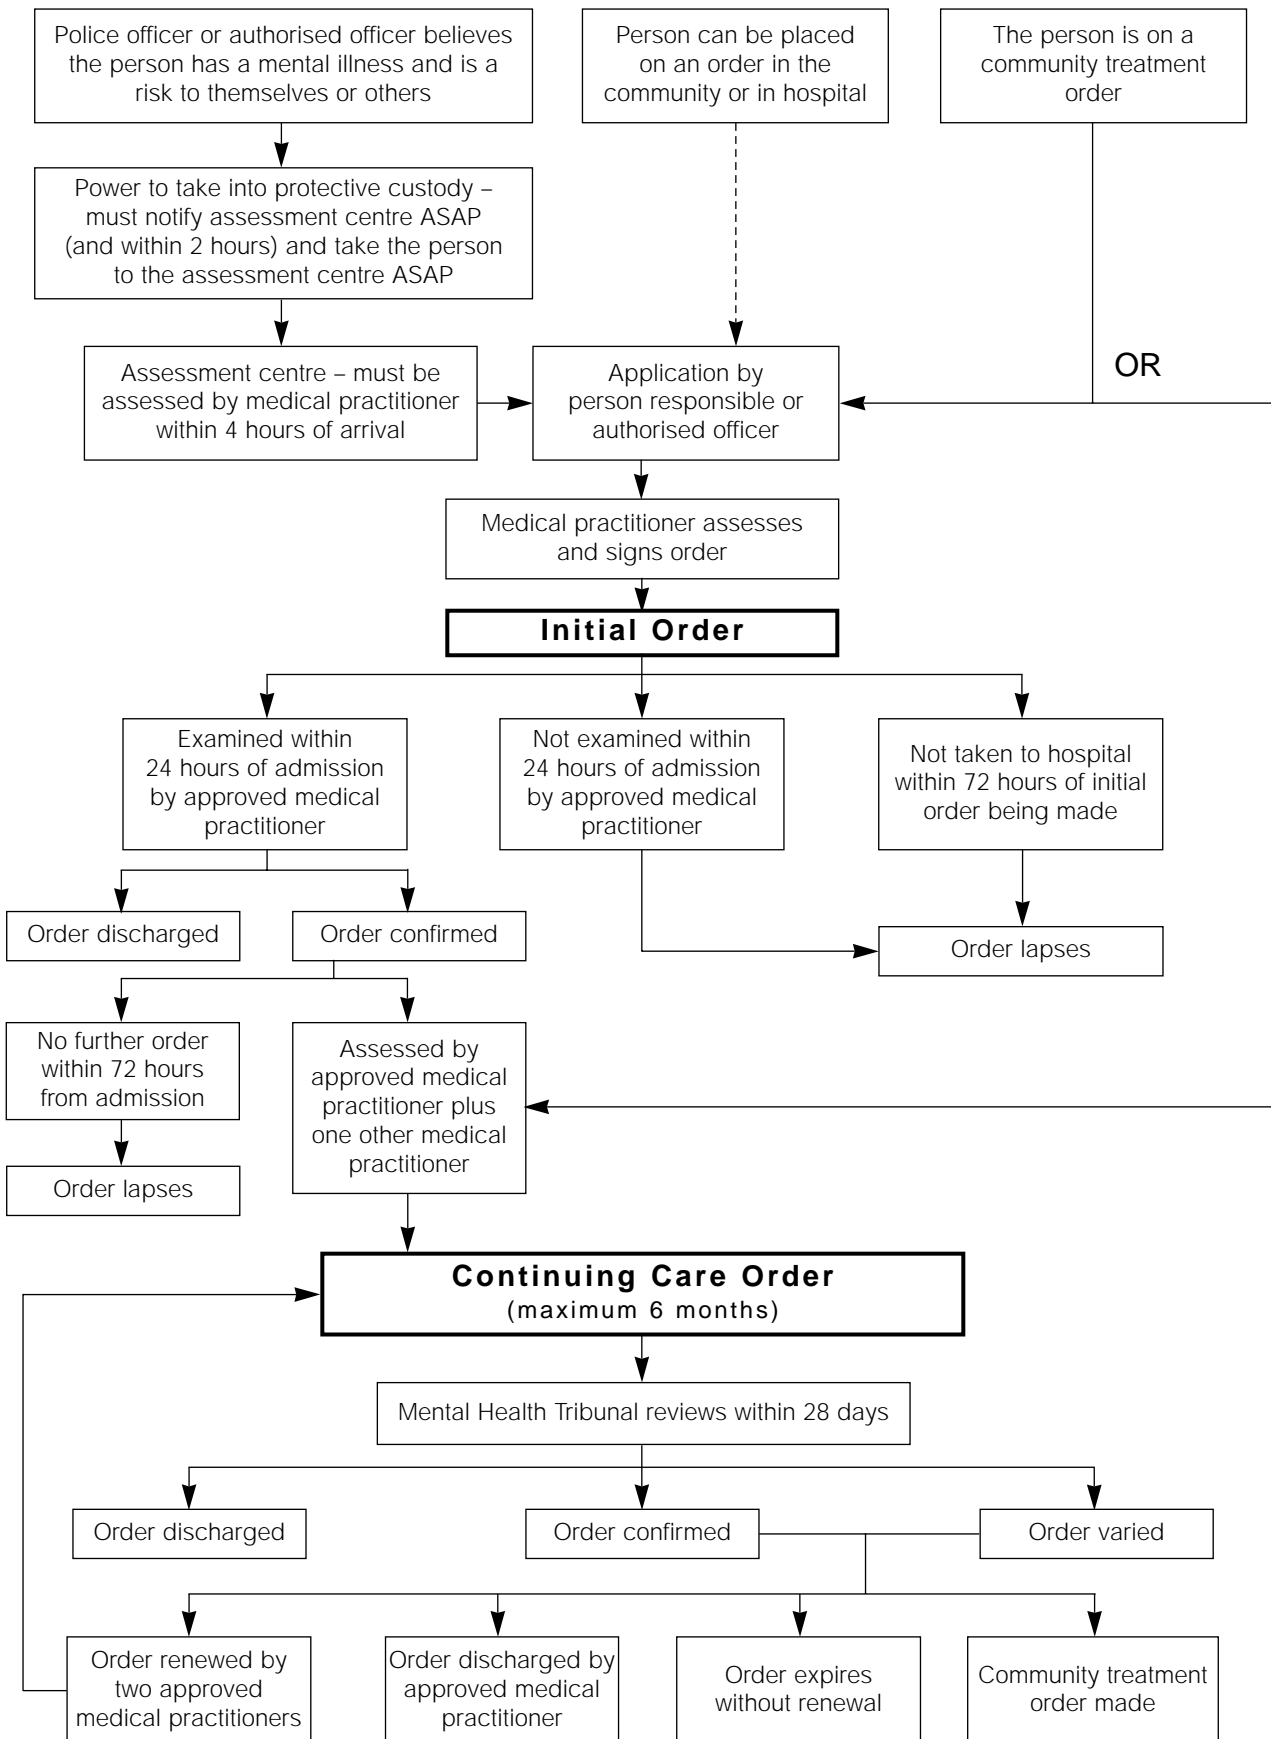 Police officer or authorised officer believes
the person has a mental illness and is a
risk to themselves or others
Person can be placed
on an order in the
community or in hospital
The person is on a
community treatment
order
Power to take into protective custody –
must notify assessment centre ASAP
(and within 2 hours) and take the person
to the assessment centre ASAP
Assessment centre – must be
assessed by medical practitioner
within 4 hours of arrival
Application by
person responsible or
authorised officer
OR
Medical practitioner assesses
and signs order
Initial Order
Examined within
24 hours of admission
by approved medical
practitioner
Not examined within
24 hours of admission
by approved medical
practitioner
Not taken to hospital
within 72 hours of initial
order being made
Order discharged
Order confirmed
Order lapses
No further order
within 72 hours
from admission
Assessed by
approved medical
practitioner plus
one other medical
practitioner
Order lapses
Continuing Care Order
(maximum 6 months)
Mental Health Tribunal reviews within 28 days
Order discharged
Order confirmed
Order varied
Order renewed by
two approved
medical practitioners
Order discharged by
approved medical
practitioner
Order expires
without renewal
Community treatment
order made